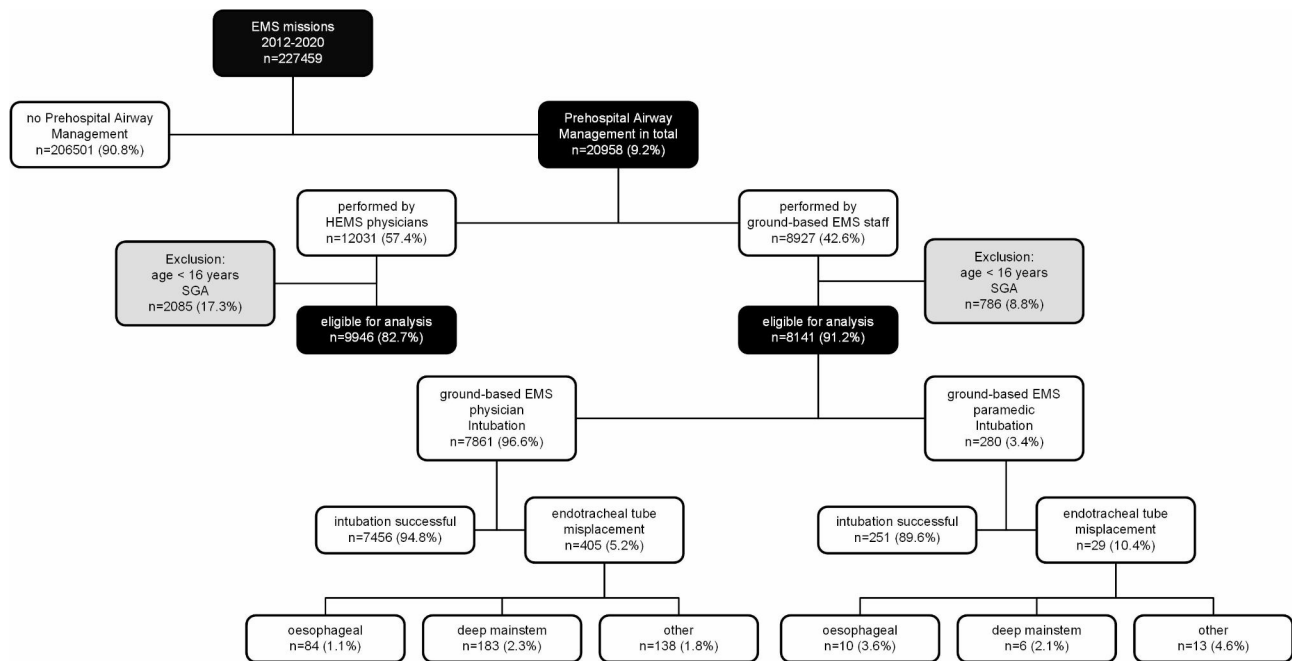 EMS missions
2012-2020
n=227459
no Prehospital Airway
Management
n=206501 (90.8%)
Prehospital Airway
Management in total
n=20958 (9.2%)
performed by
HEMS physicians
n=12031 (57.4%)
performed by
ground-based EMS staff
n=8927 (42.6%)
Exclusion:
age < 16 years
SGA
n=2085 (17.3%)
Exclusion:
age < 16 years
SGA
n=786 (8.8%)
eligible for analysis
n=9946 (82.7%)
eligible for analysis
n=8141 (91.2%)
ground-based EMS
physician
Intubation
n=7861 (96.6%)
ground-based EMS
paramedic
Intubation
n=280 (3.4%)
intubation successful
n=7456 (94.8%)
endotracheal tube
misplacement
n=405 (5.2%)
intubation successful
n=251 (89.6%)
endotracheal tube
misplacement
n=29 (10.4%)
oesophageal
n=84 (1.1%)
deep mainstem
n=183 (2.3%)
other
n=138 (1.8%)
oesophageal
n=10 (3.6%)
deep mainstem
n=6 (2.1%)
other
n=13 (4.6%)